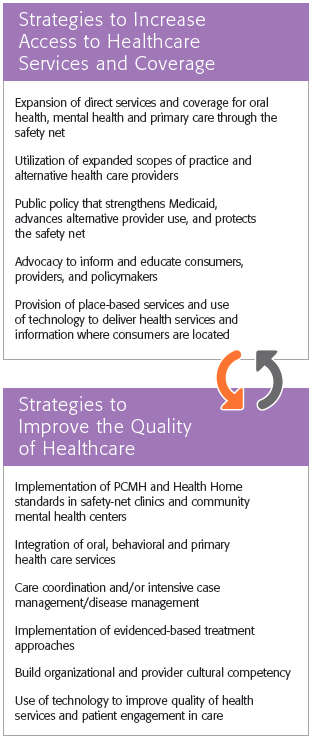 Strategies to Increase
Access to Healthcare
Services and Coverage
Expansion of direct services and coverage for oral
health, mental health and primary care through the
safety net
Utilization of expanded scopes of practice and
alternative health care providers
Public policy that strengthens Medicaid,
advances alternative provider use, and protects
the safety net
Advocacy to inform and educate consumers,
providers, and policymakers
Provision of place-based services and use
of technology to deliver health services and
information where consumers are located
Strategies to
Improve the Quality
of Healthcare
Implementation of PCMH and Health Home
standards in safety-net clinics and community
mental health centers
Integration of oral, behavioral and primary
health care services
Care coordination and/or intensive case
management/disease management
Implementation of evidenced-based treatment
approaches
Build organizational and provider cultural competency
Use of technology to improve quality of health
services and patient engagement in care